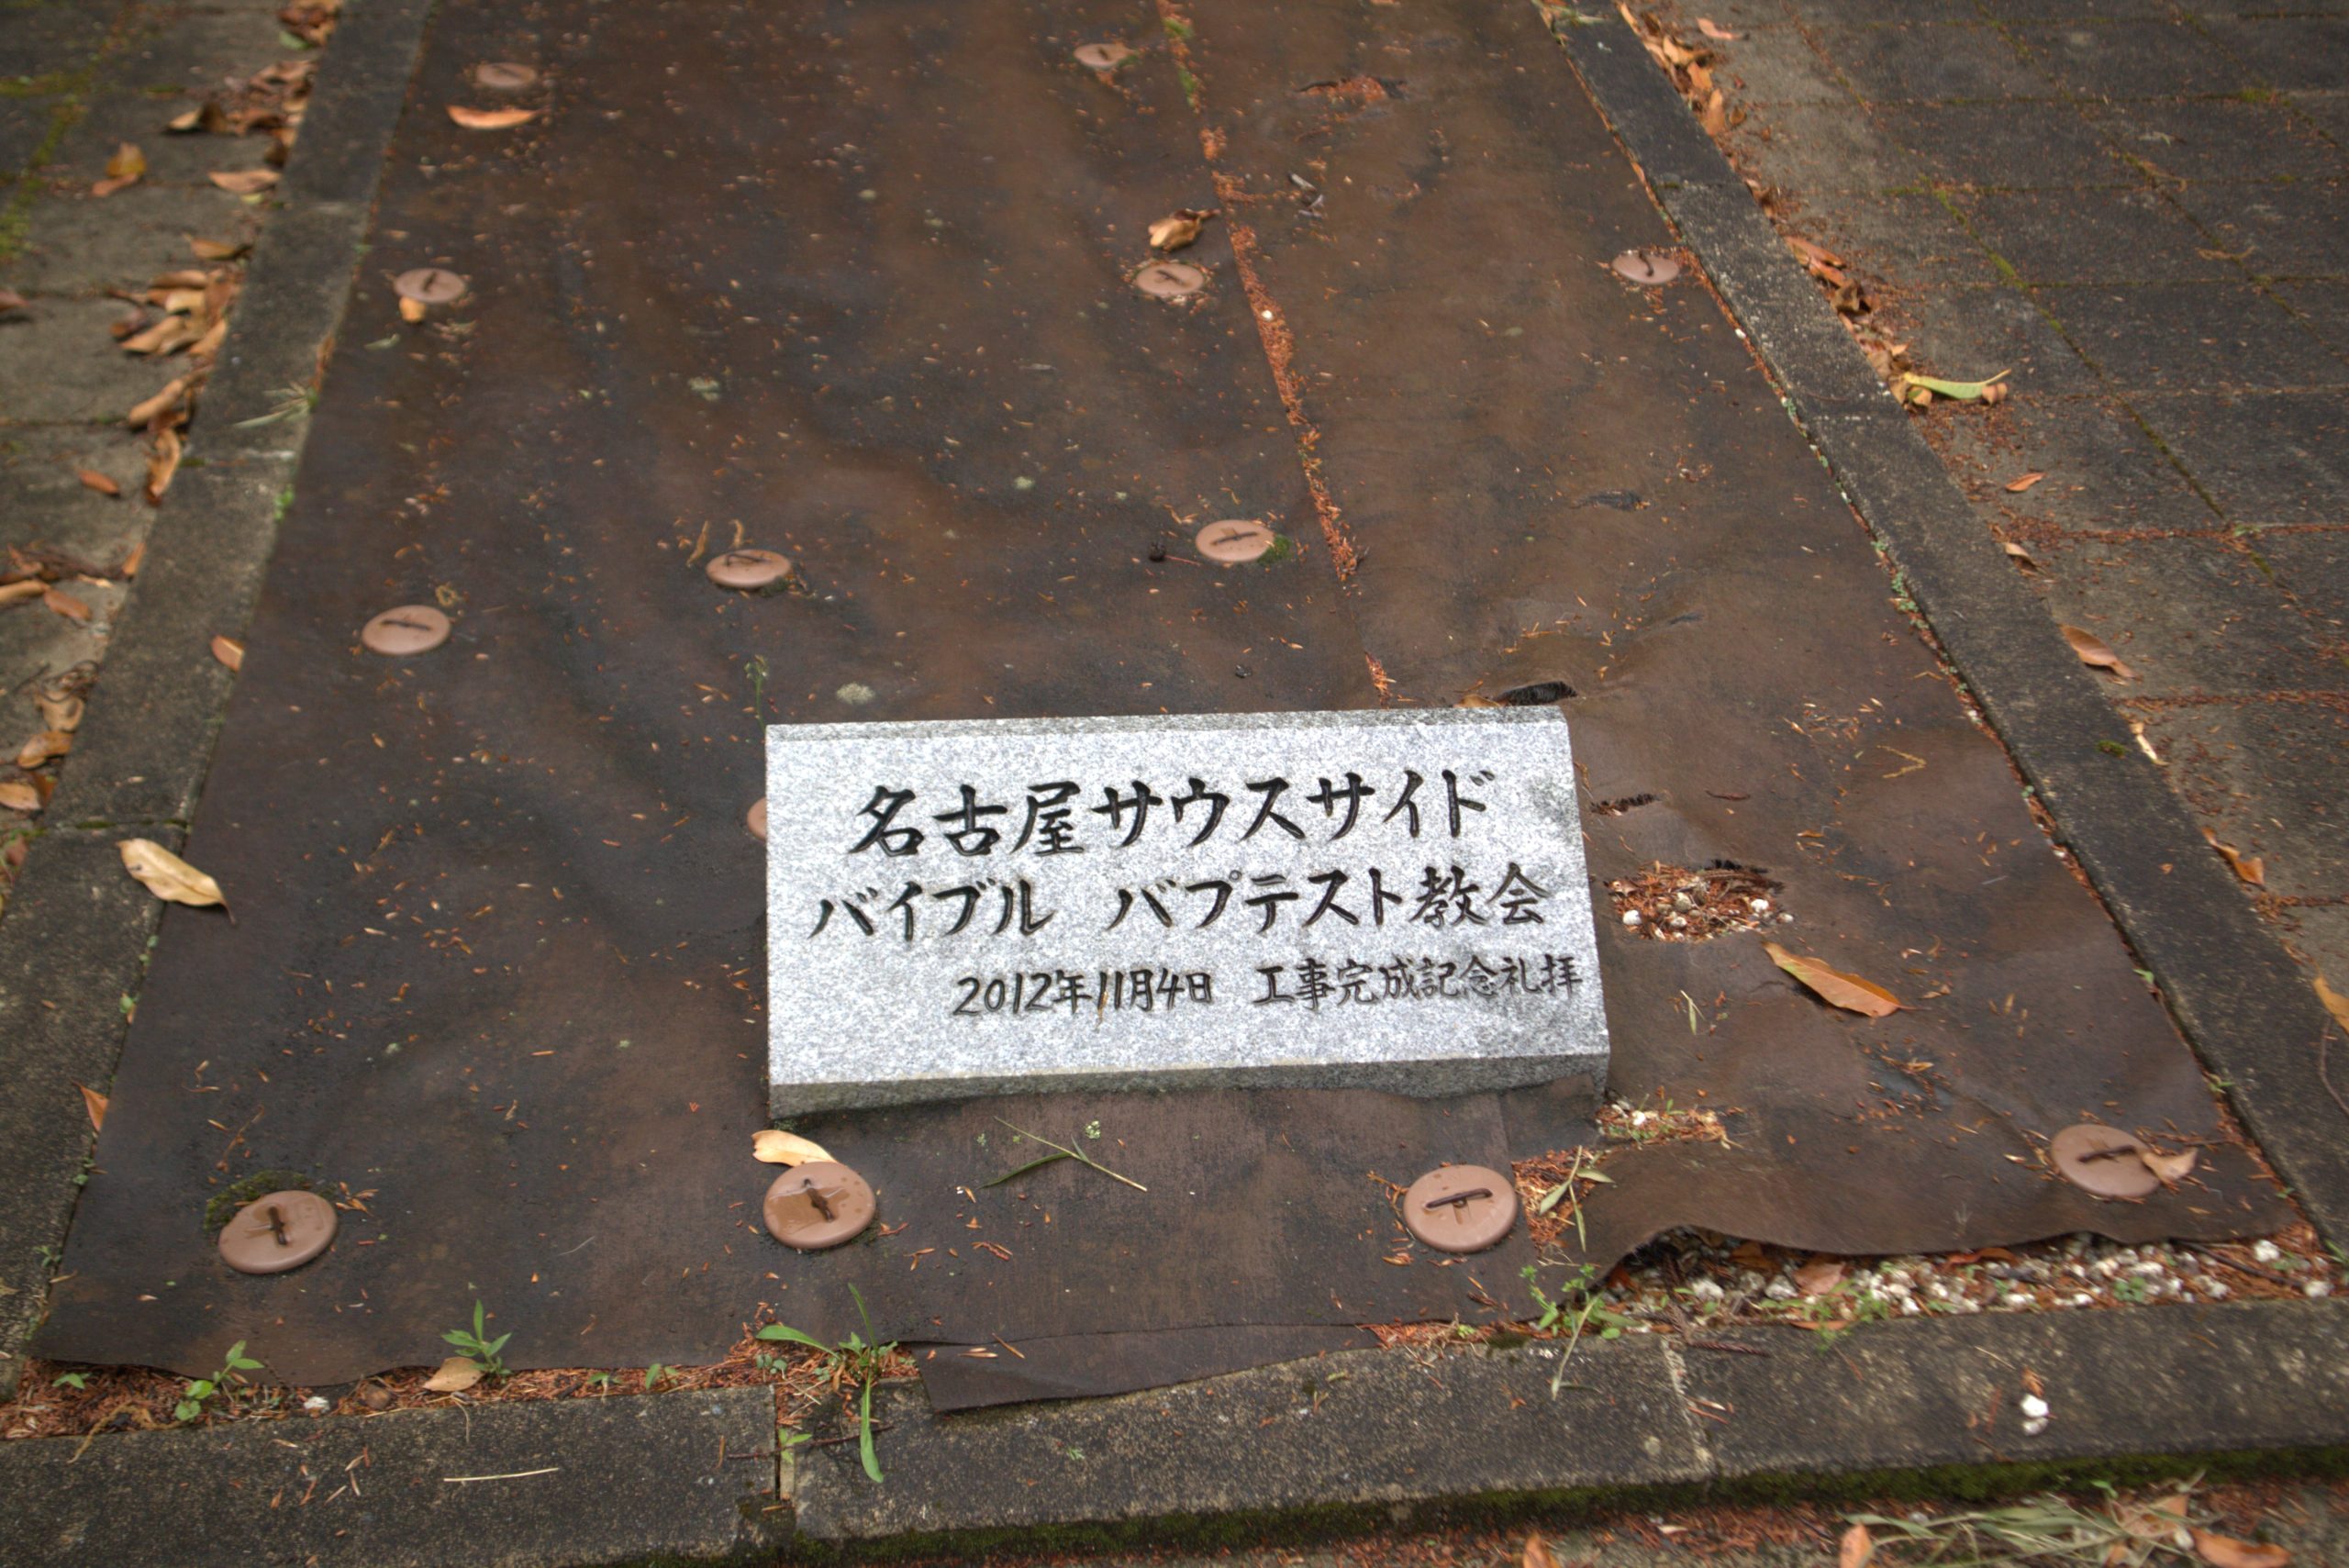 名古屋サウスサイド
バイブル　バプテスト教会
2012年11月4日　工事完成記念礼拝